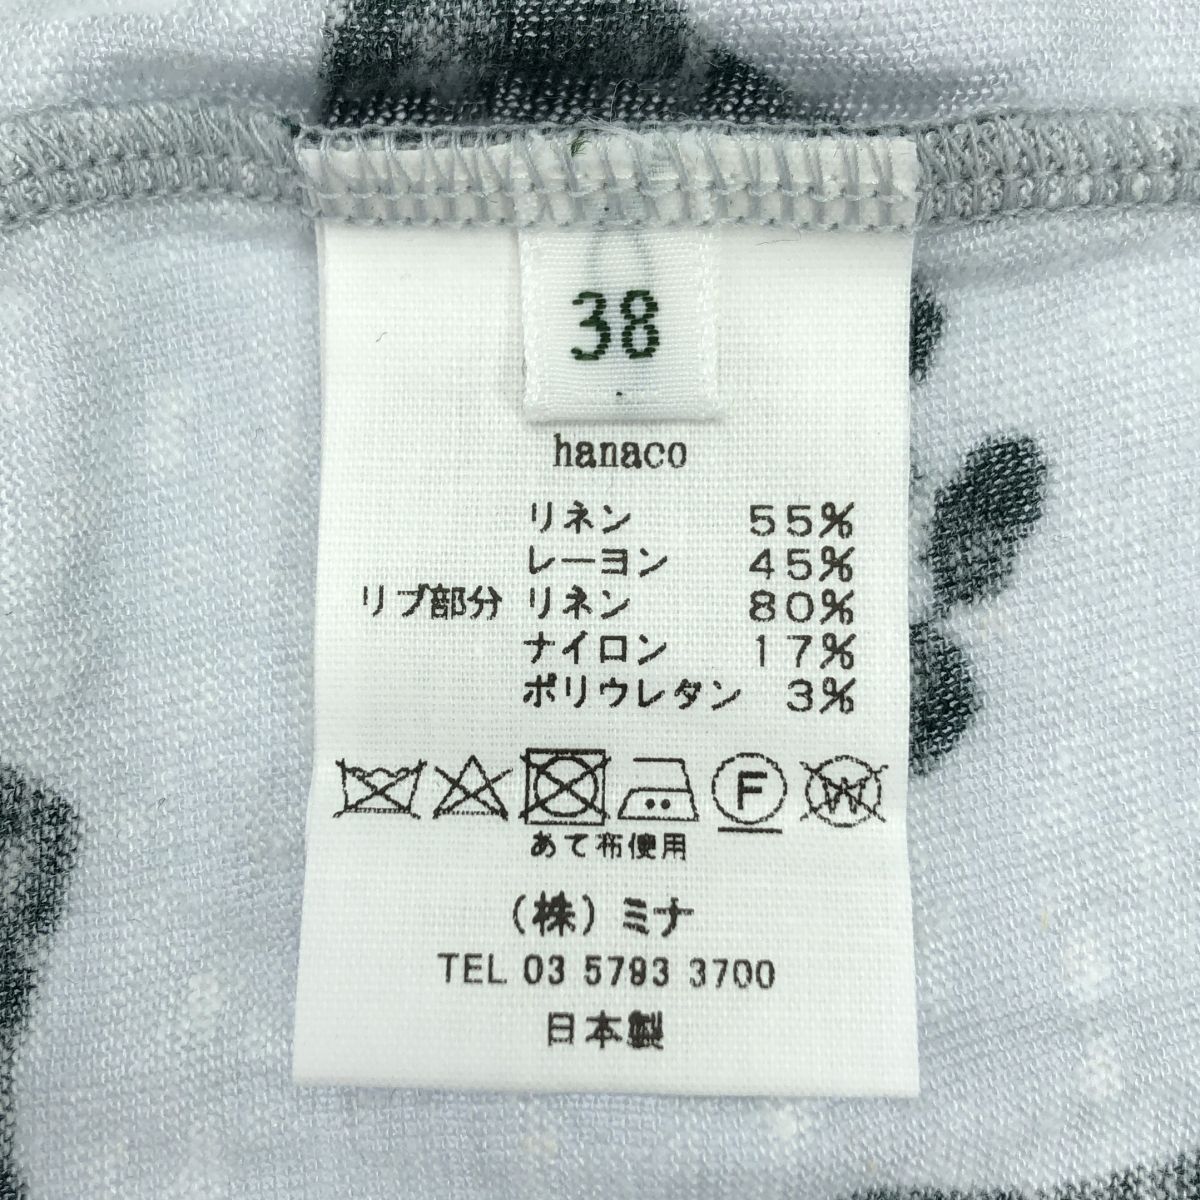 38
hanaco
リネン 55%
レーヨン 45%
リブ部分 リネン 80%
ナイロン 17%
ポリウレタン 3%
F W
あて布使用
(株)ミナ
TEL 03 5793 3700
日本製